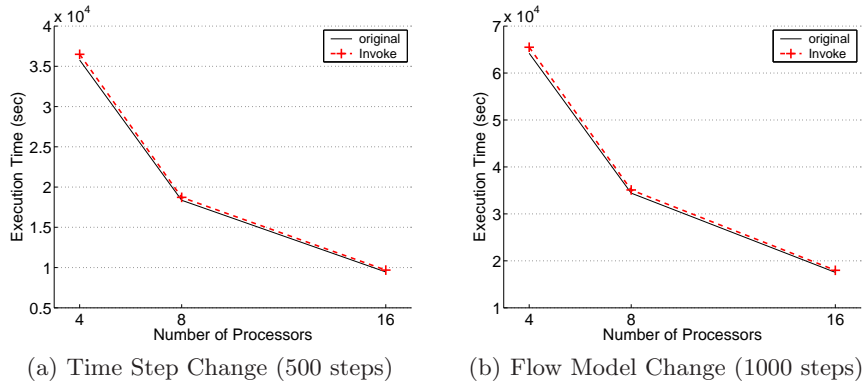 x 10^4
4
3.5
3
2.5
2
1.5
1
0.5
Execution Time (sec)
original
Invoke
4 8 16
Number of Processors
(a) Time Step Change (500 steps)
x 10^4
7
6
5
4
3
2
1
Execution Time (sec)
original
Invoke
4 8 16
Number of Processors
(b) Flow Model Change (1000 steps)